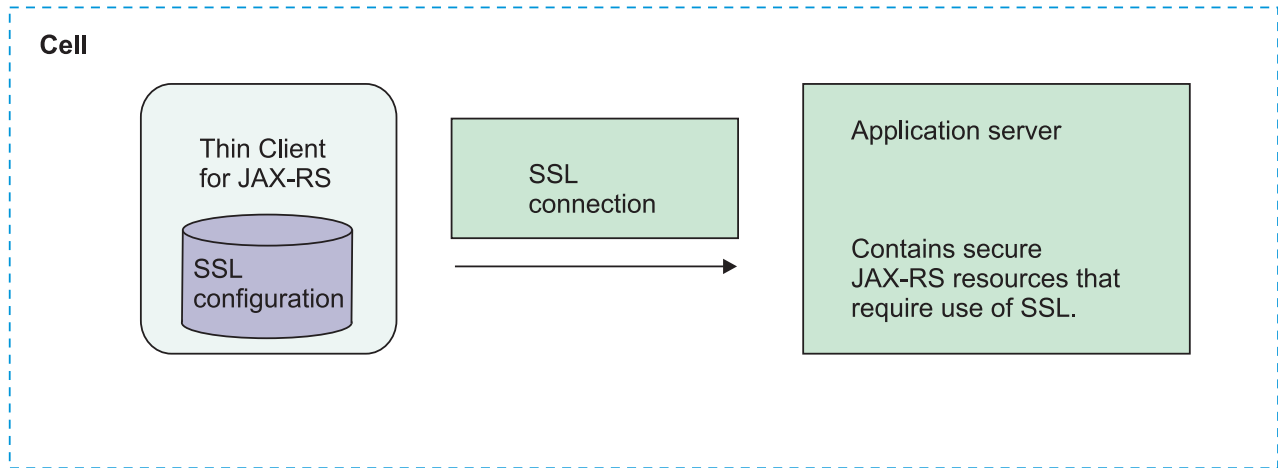 Cell
Thin Client
for JAX-RS
SSL
configuration
SSL
connection
Application server
Contains secure
JAX-RS resources that
require use of SSL.